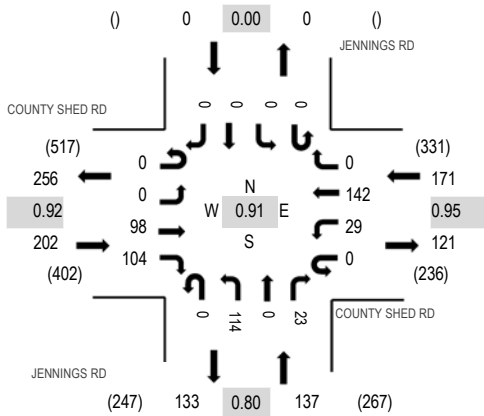 () 0 0.00 0 ()
JENNINGS RD
COUNTY SHED RD
0 0 0 0
(517) 0 0 (331)
256 171
0 N 142
0.92 W 0.91 E 0.95
98 S 29
202 121
104 0
(402) (236)
0 114 0 23
COUNTY SHED RD
JENNINGS RD
(247) 133 0.80 137 (267)